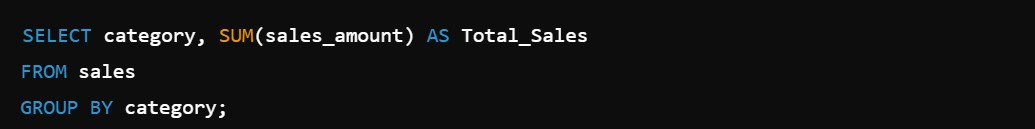 SELECT category, SUM(sales_amount) AS Total_Sales
FROM sales
GROUP BY category;